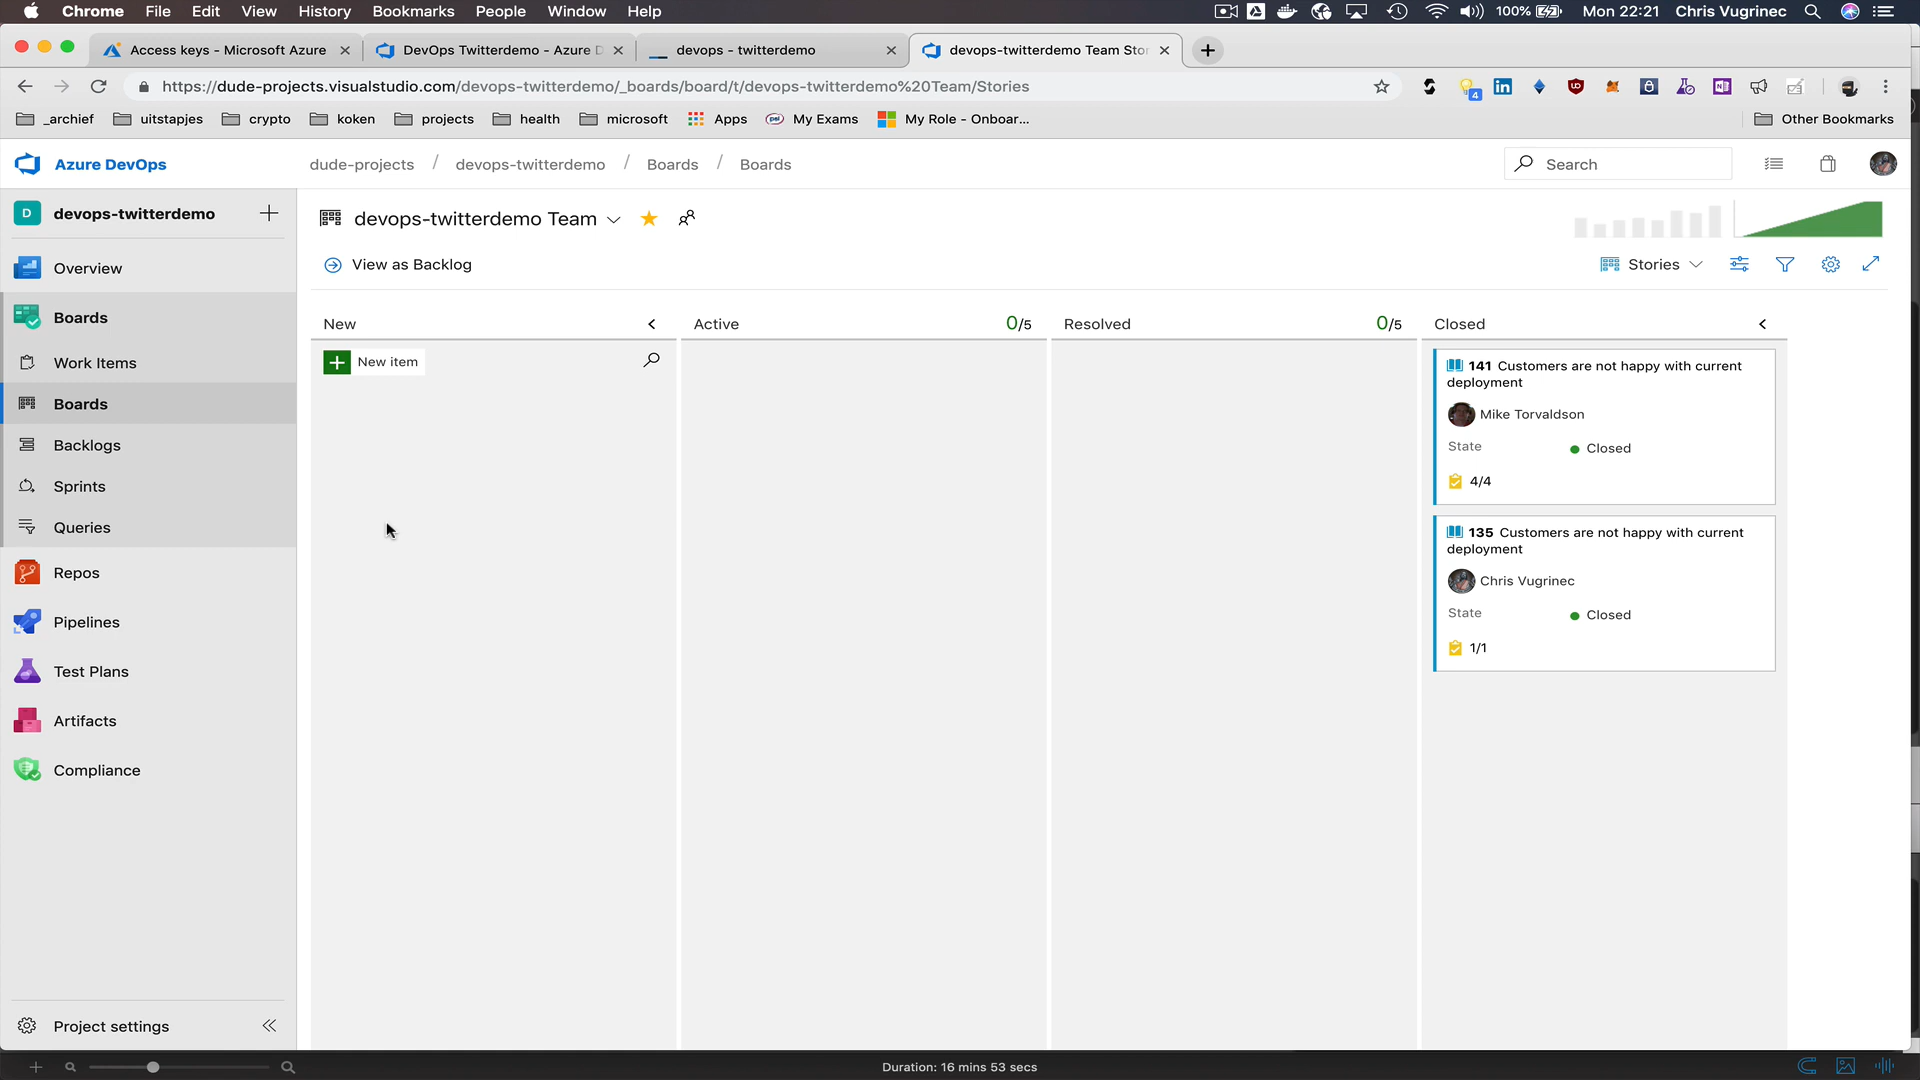 Chrome File Edit View History Bookmarks People Window Help 100% Mon 22:21 Chris Vugrinec
Access keys - Microsoft Azure DevOps Twitterdemo - Azure D devops - twitterdemo devops-twitterdemo Team Stor
https://dude-projects.visualstudio.com/devops-twitterdemo/_boards/board/t/devops-twitterdemo%20Team/Stories
_archief uitstapjes crypto koken projects health microsoft Apps My Exams My Role - Onboar... Other Bookmarks
Azure DevOps dude-projects / devops-twitterdemo / Boards / Boards Search
D devops-twitterdemo
devops-twitterdemo Team
View as Backlog Stories
Overview
Boards
Work Items
Boards
Backlogs
Sprints
Queries
Repos
Pipelines
Test Plans
Artifacts
Compliance
Project settings
New Active 0/5 Resolved 0/5 Closed
New item
141 Customers are not happy with current
deployment
Mike Torvaldson
State Closed
4/4
135 Customers are not happy with current
deployment
Chris Vugrinec
State Closed
1/1
Duration: 16 mins 53 secs